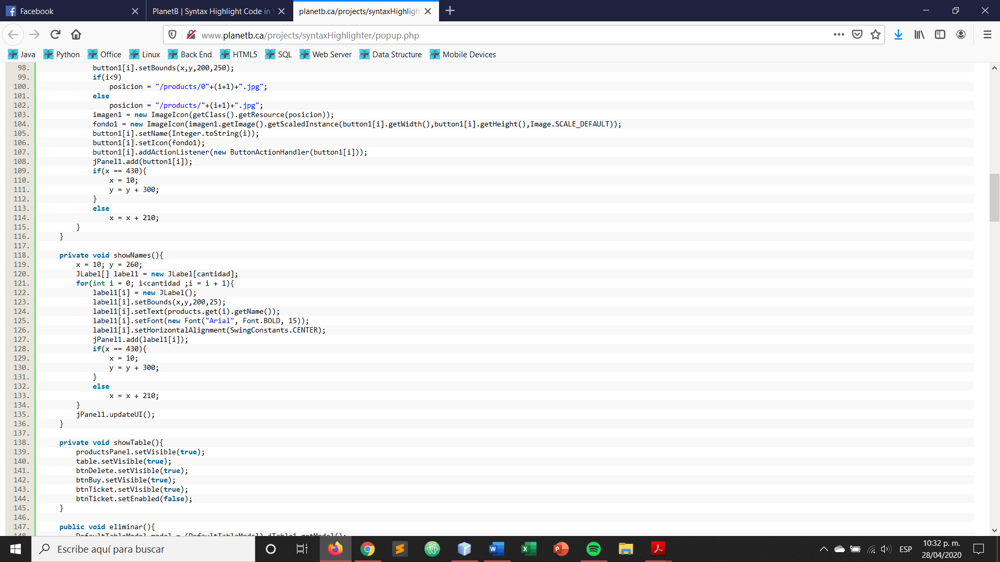 Facebook
PlanetB | Syntax Highlight Code in
planetb.ca/projects/syntaxHighligh
www.planetb.ca/projects/syntaxHighlighter/popup.php
Java Python Office Linux Back End HTML5 SQL Web Server Data Structure Mobile Devices
98. button1[i].setBounds(x,y,200,250);
99. if(i<9)
100. posicion = "/products/0"+(i+1)+".jpg";
101. else
102. posicion = "/products/"+(i+1)+".jpg";
103. imagen1 = new ImageIcon(getClass().getResource(posicion));
104. fondo1 = new ImageIcon(imagen1.getImage().getScaledInstance(button1[i].getWidth(),button1[i].getHeight(),Image.SCALE_DEFAULT));
105. button1[i].setName(Integer.toString(i));
106. button1[i].setIcon(fondo1);
107. button1[i].addActionListener(new ButtonActionHandler(button1[i]));
108. jPanel1.add(button1[i]);
109. if(x == 430){
110. x = 10;
111. y = y + 300;
112. }
113. else
114. x = x + 210;
115. }
116. }
117.
118. private void showNames(){
119. x = 10; y = 260;
120. JLabel[] label1 = new JLabel[cantidad];
121. for(int i = 0; i<cantidad ;i = i + 1){
122. label1[i] = new JLabel();
123. label1[i].setBounds(x,y,200,25);
124. label1[i].setText(products.get(i).getName());
125. label1[i].setFont(new Font("Arial", Font.BOLD, 15));
126. label1[i].setHorizontalAlignment(SwingConstants.CENTER);
127. jPanel1.add(label1[i]);
128. if(x == 430){
129. x = 10;
130. y = y + 300;
131. }
132. else
133. x = x + 210;
134. }
135. jPanel1.updateUI();
136. }
137.
138. private void showTable(){
139. productsPanel.setVisible(true);
140. table.setVisible(true);
141. btnDelete.setVisible(true);
142. btnBuy.setVisible(true);
143. btnTicket.setVisible(true);
144. btnTicket.setEnabled(false);
145. }
146.
147. public void eliminar(){
148. DefaultTableModel model = (DefaultTableModel) jTable1.getModel();
Escribe aquí para buscar
ESP
10:32 p. m.
28/04/2020